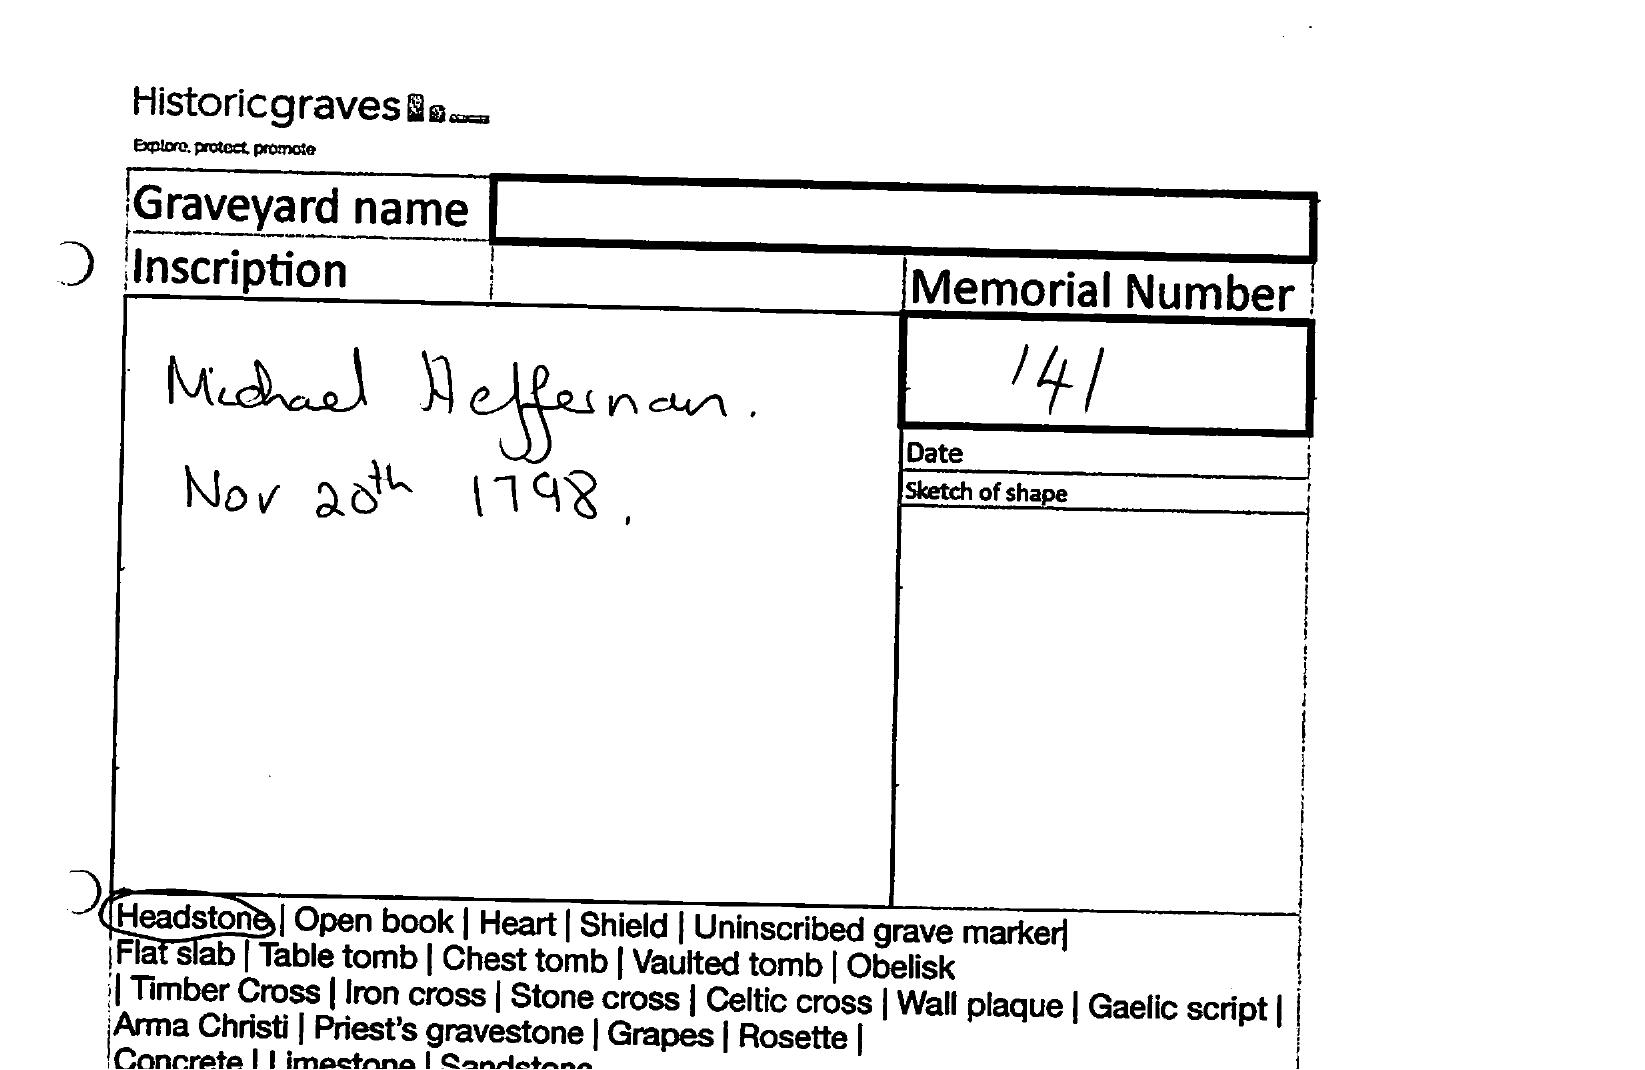 Historicgraves
Explore, protect, promote
Graveyard name
Inscription
Memorial Number
Michael Heffernan.
Nov 20th 1798.
141
Date
Sketch of shape
Headstone | Open book | Heart | Shield | Uninscribed grave marker|
Flat slab | Table tomb | Chest tomb | Vaulted tomb | Obelisk
| Timber Cross | Iron cross | Stone cross | Celtic cross | Wall plaque | Gaelic script |
Arma Christi | Priest's gravestone | Grapes | Rosette |
Concrete | Limestone | Sandstone